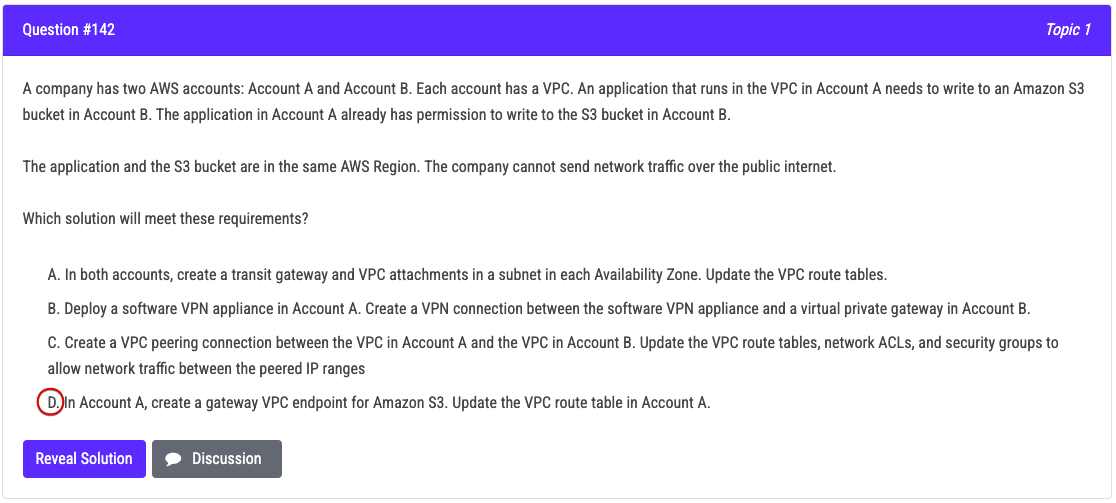 Question #142
Topic 1
A company has two AWS accounts: Account A and Account B. Each account has a VPC. An application that runs in the VPC in Account A needs to write to an Amazon S3
bucket in Account B. The application in Account A already has permission to write to the S3 bucket in Account B.
The application and the S3 bucket are in the same AWS Region. The company cannot send network traffic over the public internet.
Which solution will meet these requirements?
A. In both accounts, create a transit gateway and VPC attachments in a subnet in each Availability Zone. Update the VPC route tables.
B. Deploy a software VPN appliance in Account A. Create a VPN connection between the software VPN appliance and a virtual private gateway in Account B.
C. Create a VPC peering connection between the VPC in Account A and the VPC in Account B. Update the VPC route tables, network ACLs, and security groups to
allow network traffic between the peered IP ranges
D. In Account A, create a gateway VPC endpoint for Amazon S3. Update the VPC route table in Account A.
Reveal Solution
Discussion